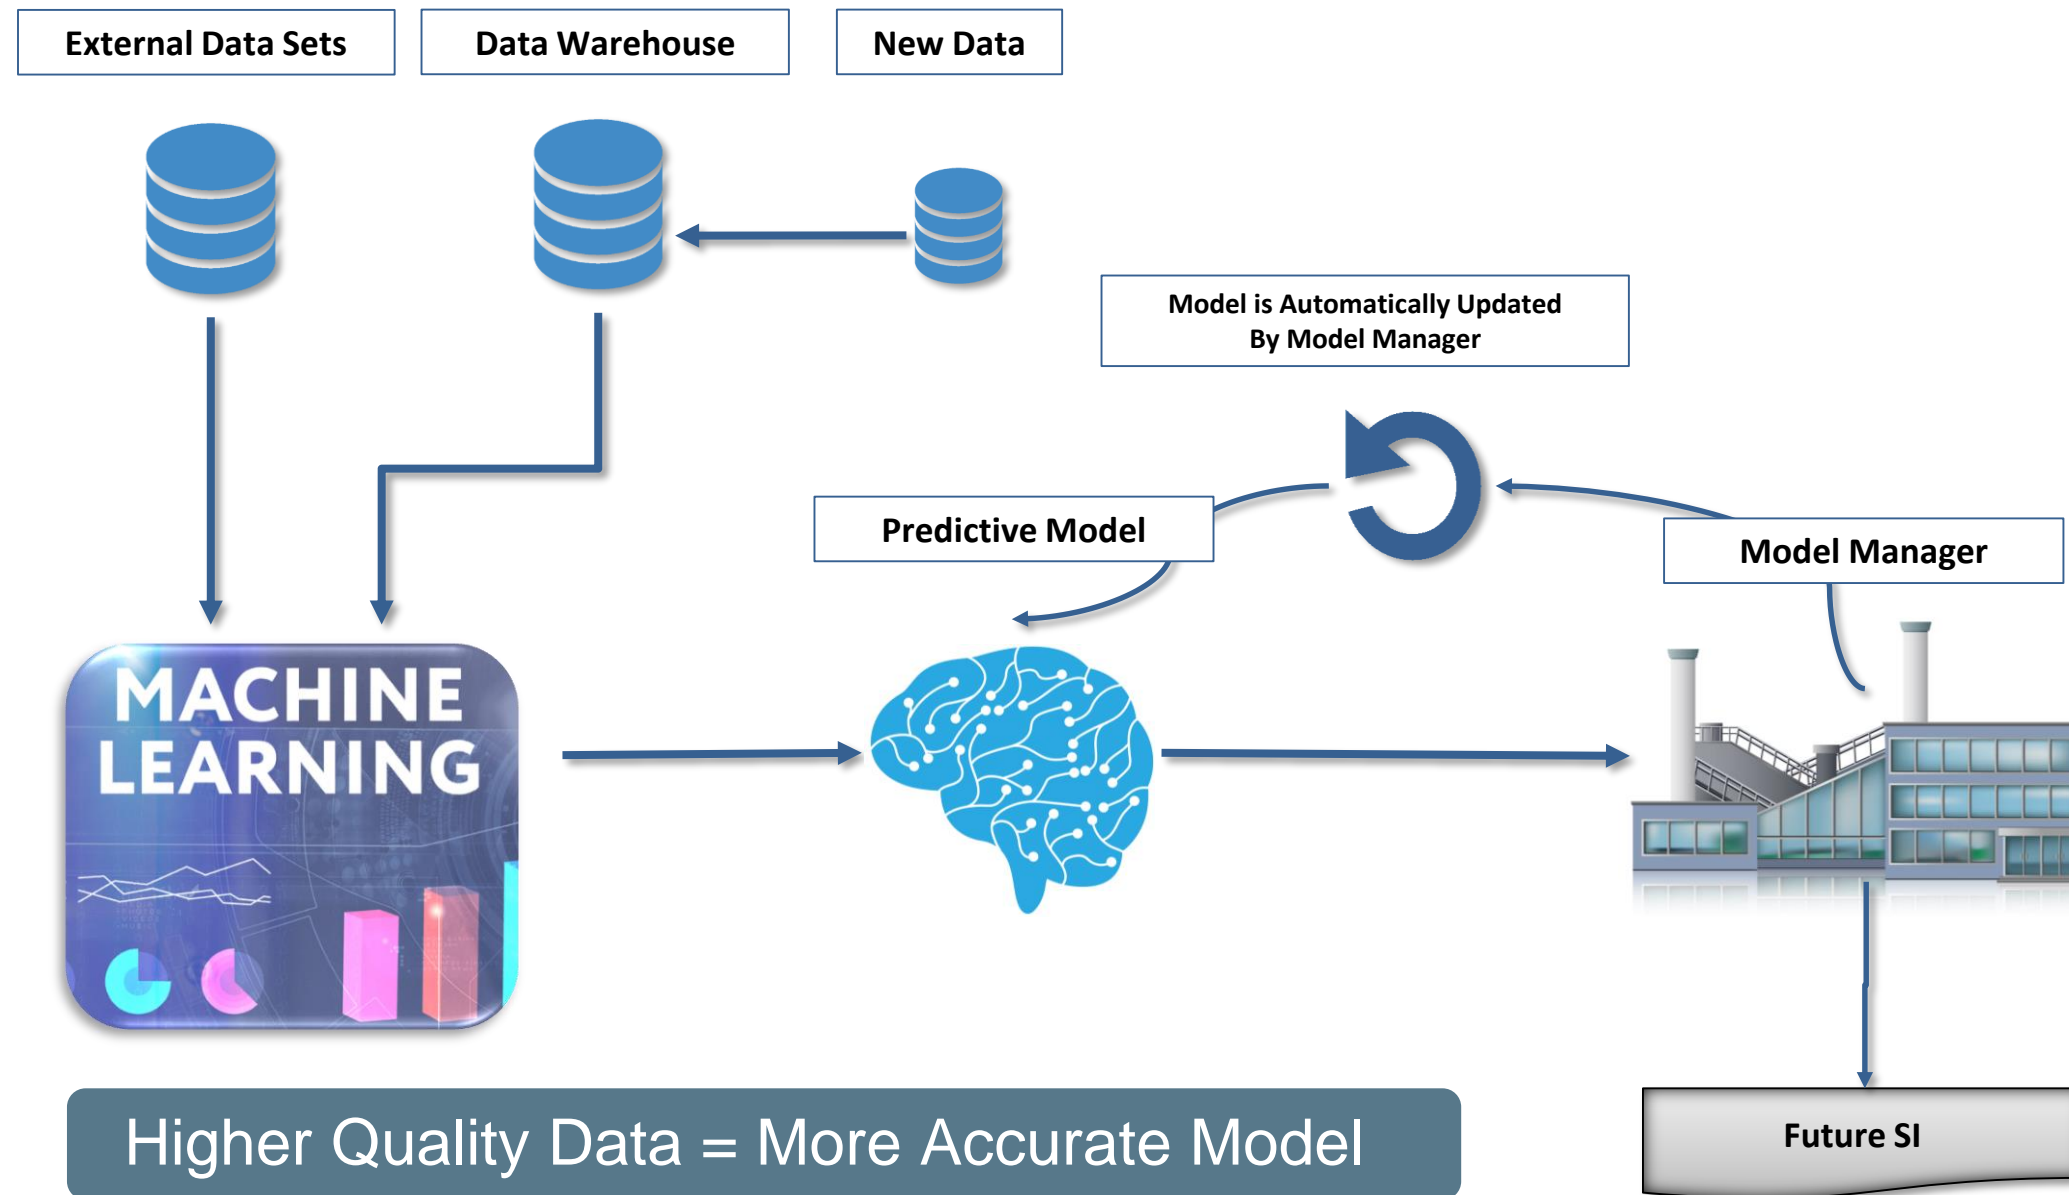 External Data Sets
Data Warehouse
New Data
Model is Automatically Updated
By Model Manager
Predictive Model
Model Manager
MACHINE
LEARNING
Higher Quality Data = More Accurate Model
Future SI